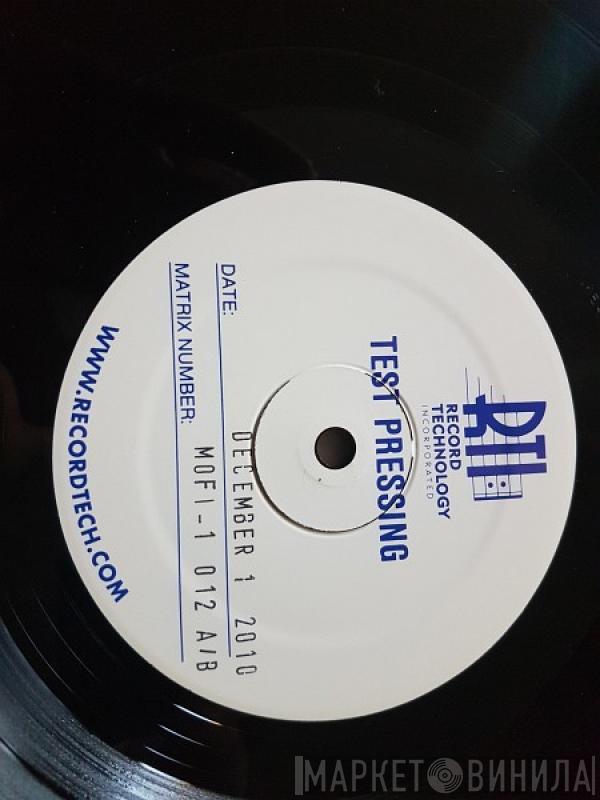 RTI
RECORD
TECHNOLOGY
INCORPORATED
TEST PRESSING
DATE: DECEMBER 1 2010
MATRIX NUMBER: MOFI-1 012 A/B
WWW.RECORDTECH.COM
МАРКЕТ ВИНИЛА